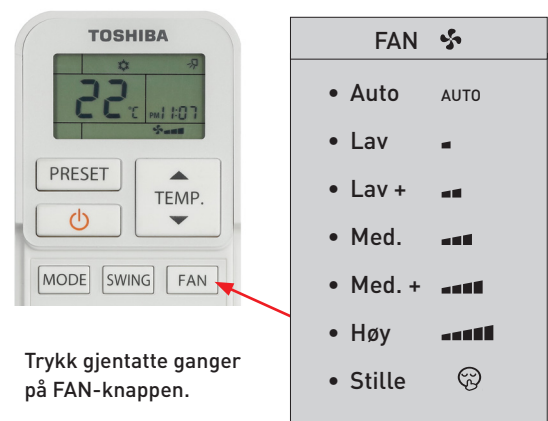 TOSHIBA
22 °C PM 11:07
PRESET
TEMP.
MODE SWING FAN
Trykk gjentatte ganger
på FAN-knappen.
FAN
• Auto AUTO
• Lav
• Lav +
• Med.
• Med. +
• Høy
• Stille